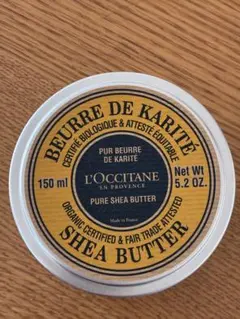 BEURRE DE KARITÉ
CERTIFIÉ BIOLOGIQUE & ATTESTÉ ÉQUITABLE
PUR BEURRE
DE KARITÉ
150 ml
L'OCCITANE
EN PROVENCE
Net Wt
5.2 OZ.
PURE SHEA BUTTER
Made in France
ORGANIC CERTIFIED & FAIR TRADE ATTESTED
SHEA BUTTER